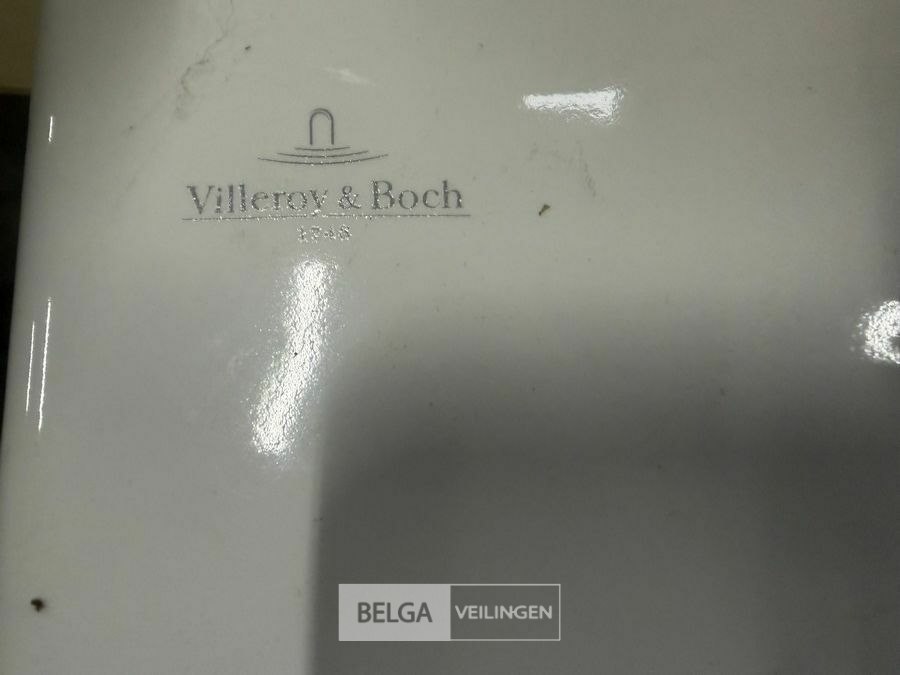 Villeroy & Boch
1748
BELGA VEILINGEN